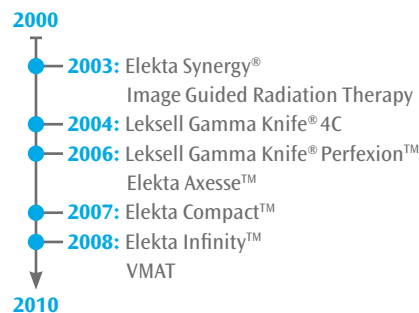 2000
2003: Elekta Synergy®
Image Guided Radiation Therapy
2004: Leksell Gamma Knife® 4C
2006: Leksell Gamma Knife® Perfexion™
Elekta Axesse™
2007: Elekta Compact™
2008: Elekta Infinity™
VMAT
2010